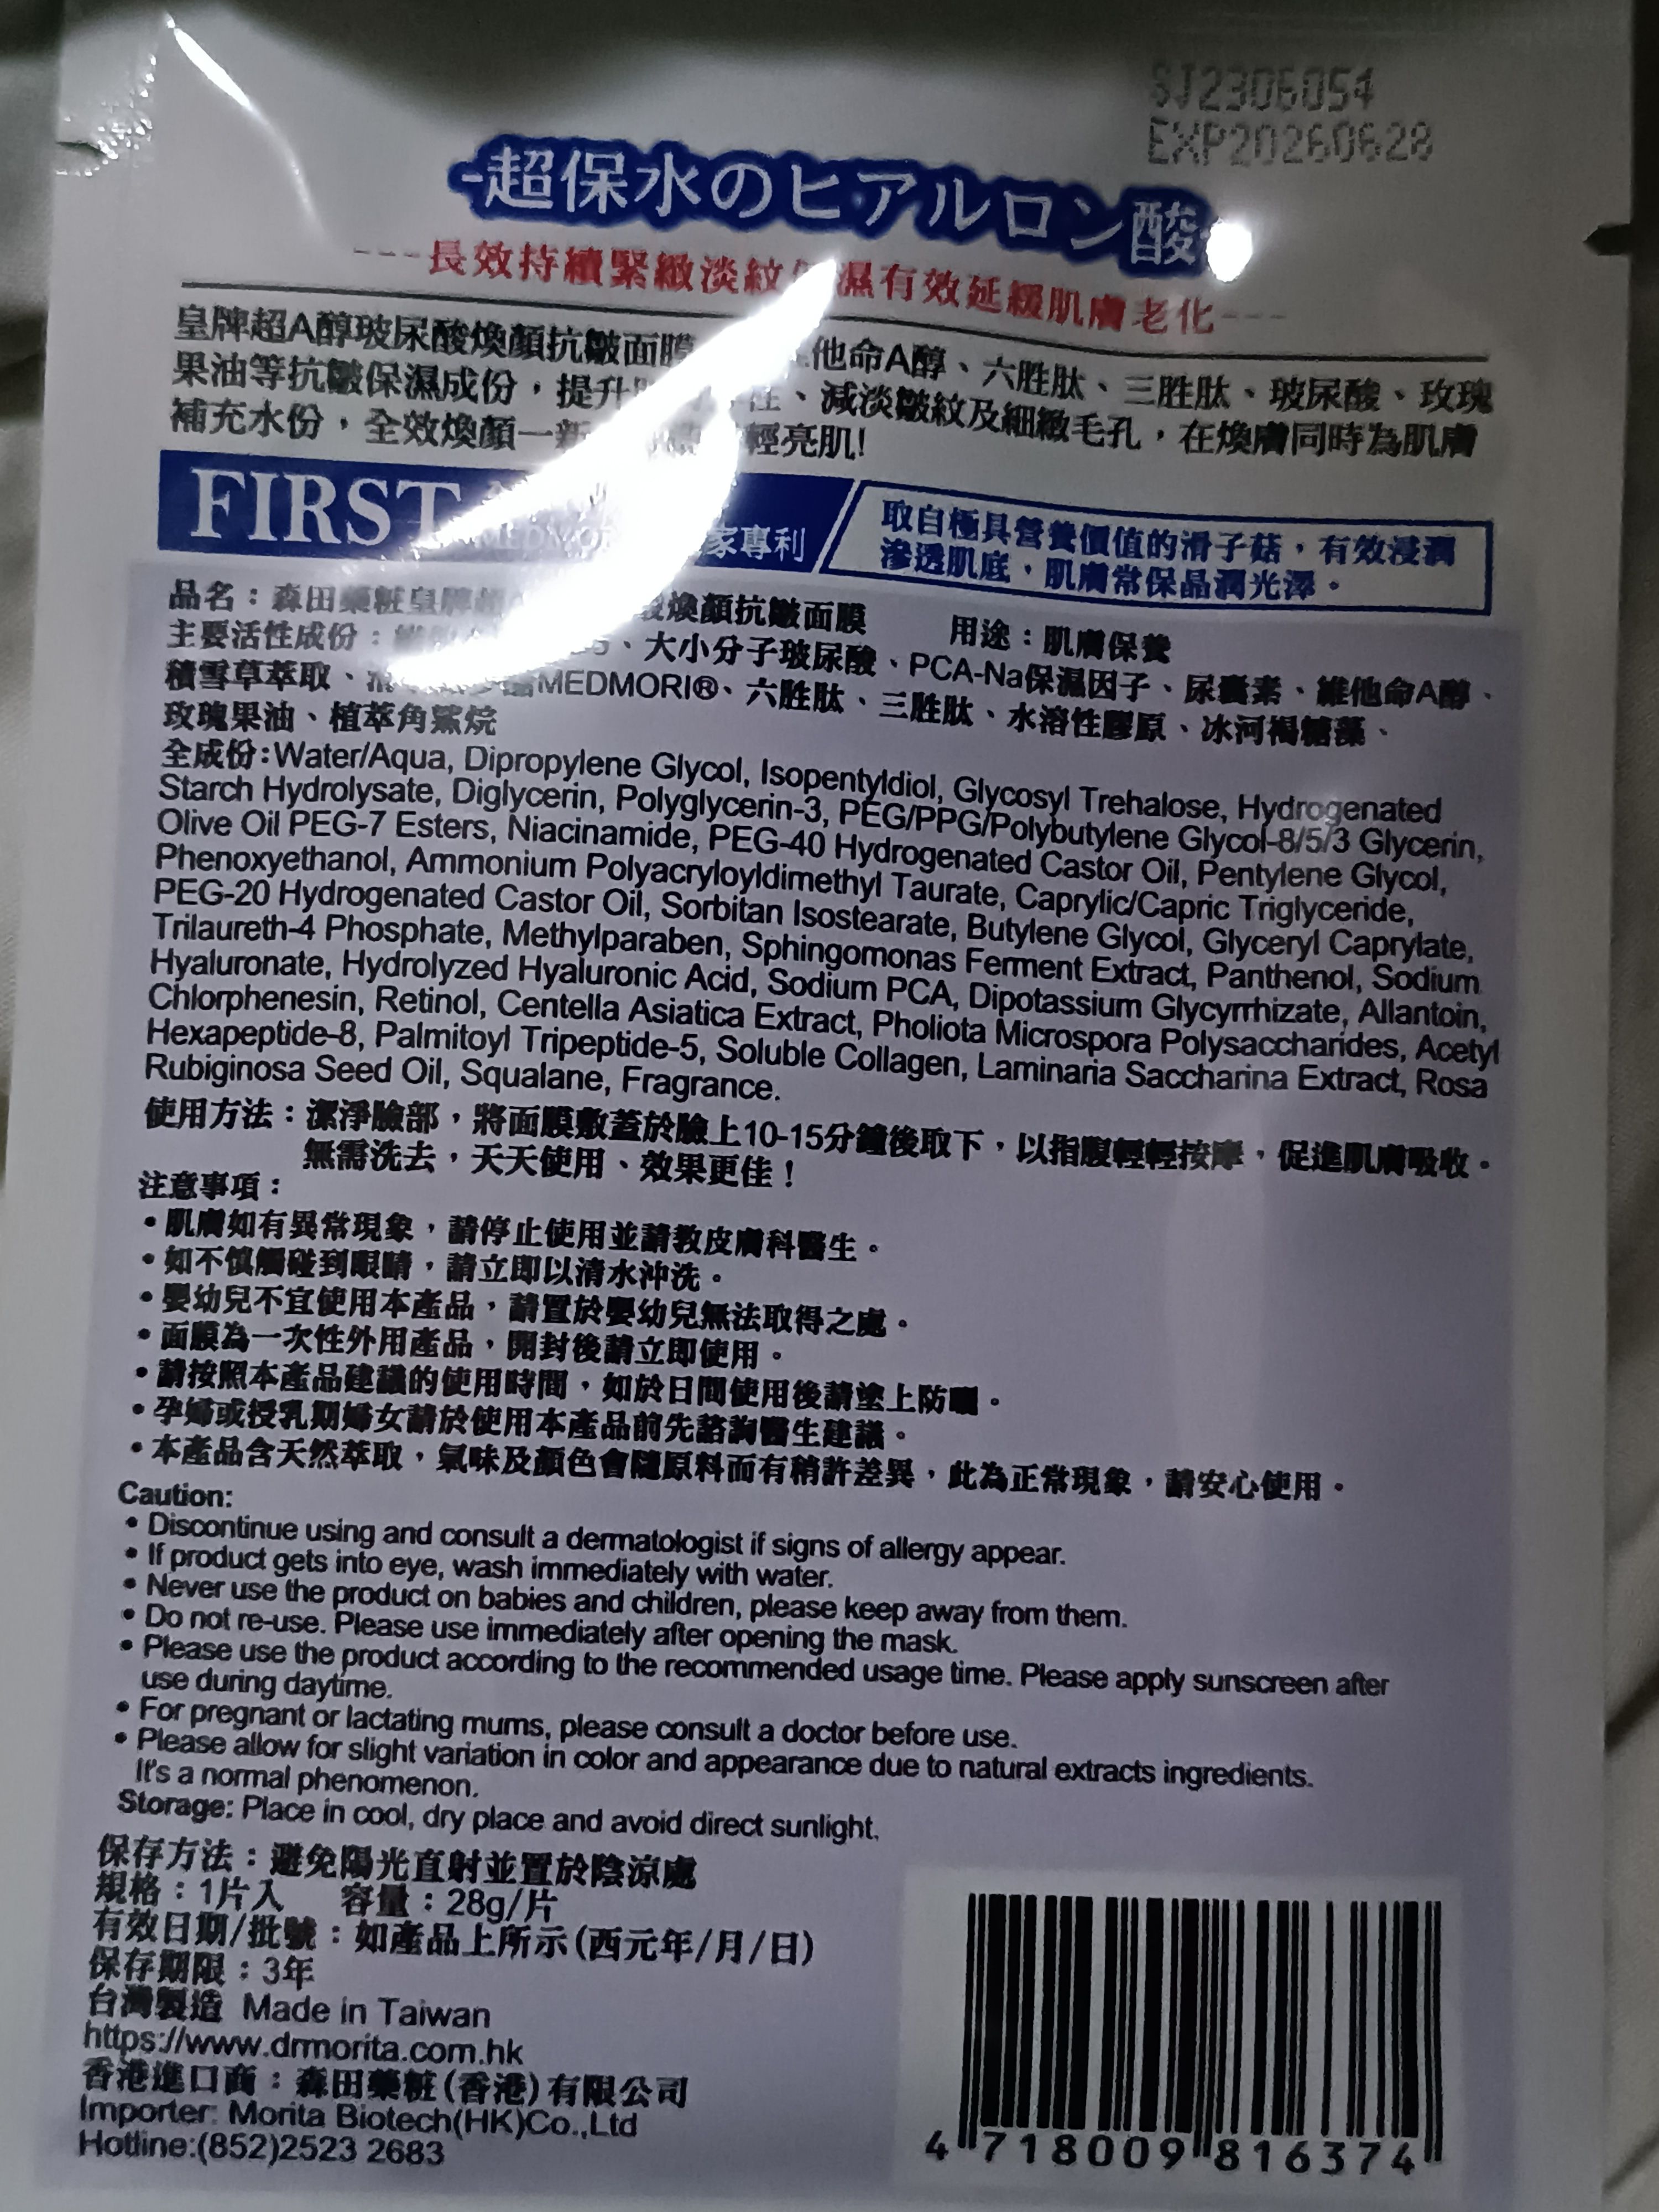 SJ2306054
EXP20260628
-超保水のヒアルロン酸
---長效持續緊緻淡紋 濕有效延緩肌膚老化---
皇牌超A醇玻尿酸煥顏抗皺面膜 他命A醇、六胜肽、三胜肽、玻尿酸、玫瑰
果油等抗皺保濕成份,提升 性、減淡皺紋及細緻毛孔,在煥膚同時為肌膚
補充水份,全效煥顏一新 輕亮肌!
FIRST
家專利
取自極具營養價值的滑子菇,有效浸潤
滲透肌底,肌膚常保晶潤光澤。
品名:森田藥粧皇牌超 煥顏抗皺面膜 用途:肌膚保養
主要活性成份: 、大小分子玻尿酸、PCA-Na保濕因子、尿囊素、維他命A醇、
積雪草萃取、 MEDMORI®、六胜肽、三胜肽、水溶性膠原、冰河褐糖藻、
玫瑰果油、植萃角鯊烷
全成份:Water/Aqua, Dipropylene Glycol, Isopentyldiol, Glycosyl Trehalose, Hydrogenated
Starch Hydrolysate, Diglycerin, Polyglycerin-3, PEG/PPG/Polybutylene Glycol-8/5/3 Glycerin,
Olive Oil PEG-7 Esters, Niacinamide, PEG-40 Hydrogenated Castor Oil, Pentylene Glycol,
Phenoxyethanol, Ammonium Polyacryloyldimethyl Taurate, Caprylic/Capric Triglyceride,
PEG-20 Hydrogenated Castor Oil, Sorbitan Isostearate, Butylene Glycol, Glyceryl Caprylate,
Trilaureth-4 Phosphate, Methylparaben, Sphingomonas Ferment Extract, Panthenol, Sodium
Hyaluronate, Hydrolyzed Hyaluronic Acid, Sodium PCA, Dipotassium Glycyrrhizate, Allantoin,
Chlorphenesin, Retinol, Centella Asiatica Extract, Pholiota Microspora Polysaccharides, Acetyl
Hexapeptide-8, Palmitoyl Tripeptide-5, Soluble Collagen, Laminaria Saccharina Extract, Rosa
Rubiginosa Seed Oil, Squalane, Fragrance.
使用方法:潔淨臉部,將面膜敷蓋於臉上10-15分鐘後取下,以指腹輕輕按摩,促進肌膚吸收。
無需洗去,天天使用、效果更佳!
注意事項:
• 肌膚如有異常現象,請停止使用並請教皮膚科醫生。
• 如不慎觸碰到眼睛,請立即以清水沖洗。
• 嬰幼兒不宜使用本產品,請置於嬰幼兒無法取得之處。
• 面膜為一次性外用產品,開封後請立即使用。
• 請按照本產品建議的使用時間,如於日間使用後請塗上防曬。
• 孕婦或授乳期婦女請於使用本產品前先諮詢醫生建議。
• 本產品含天然萃取,氣味及顏色會隨原料而有稍許差異,此為正常現象,請安心使用。
Caution:
• Discontinue using and consult a dermatologist if signs of allergy appear.
• If product gets into eye, wash immediately with water.
• Never use the product on babies and children, please keep away from them.
• Do not re-use. Please use immediately after opening the mask.
• Please use the product according to the recommended usage time. Please apply sunscreen after
use during daytime.
• For pregnant or lactating mums, please consult a doctor before use.
• Please allow for slight variation in color and appearance due to natural extracts ingredients.
It's a normal phenomenon.
Storage: Place in cool, dry place and avoid direct sunlight.
保存方法:避免陽光直射並置於陰涼處
規格:1片入 容量:28g/片
有效日期/批號:如產品上所示(西元年/月/日)
保存期限:3年
台灣製造 Made in Taiwan
https://www.drmorita.com.hk
香港進口商:森田藥粧(香港)有限公司
Importer: Morita Biotech(HK)Co.,Ltd
Hotline:(852)2523 2683
4 718009 816374